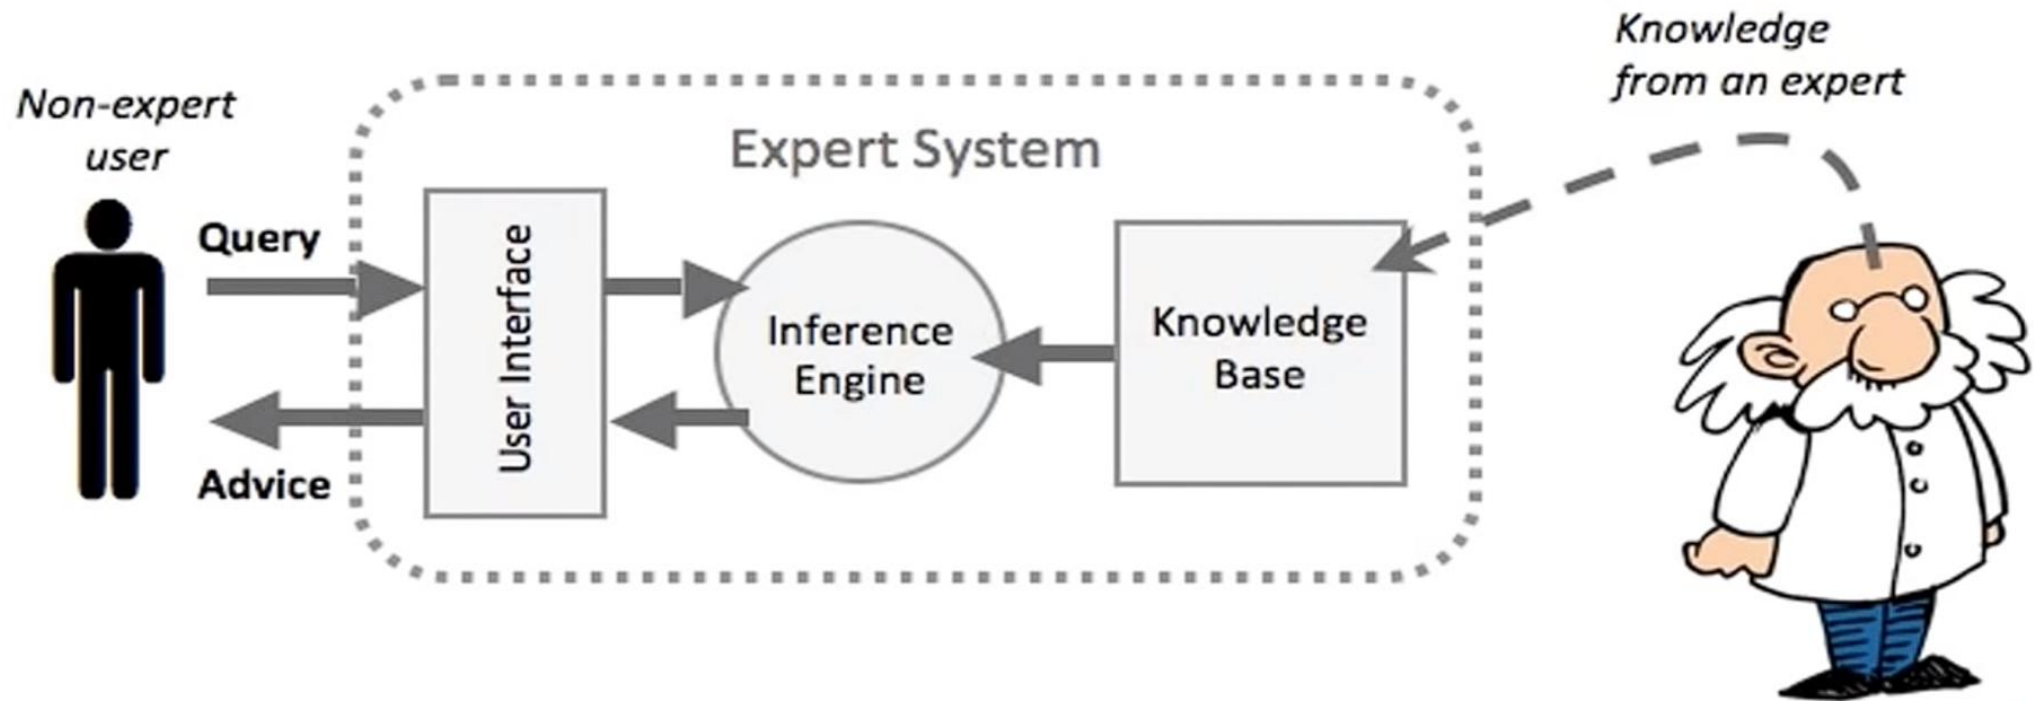 Non-expert
user
Query
Advice
Expert System
User Interface
Inference
Engine
Knowledge
Base
Knowledge
from an expert